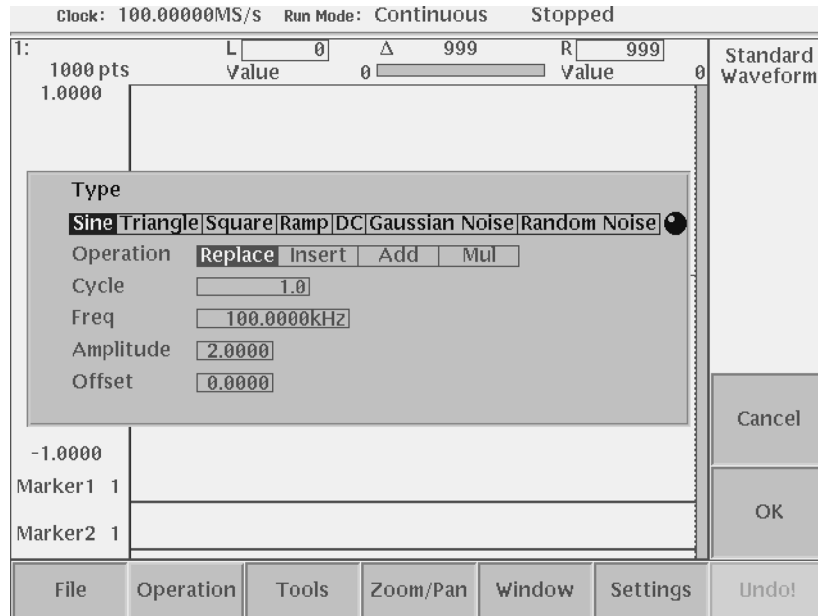 Clock: 100.00000MS/s Run Mode: Continuous Stopped
1: L 0 Δ 999 R 999
1000 pts Value 0 Value 0
1.0000
Standard
Waveform
Type
Sine Triangle Square Ramp DC Gaussian Noise Random Noise
Operation Replace Insert Add Mul
Cycle 1.0
Freq 100.0000kHz
Amplitude 2.0000
Offset 0.0000
Cancel
-1.0000
Marker1 1
OK
Marker2 1
File Operation Tools Zoom/Pan Window Settings Undo!